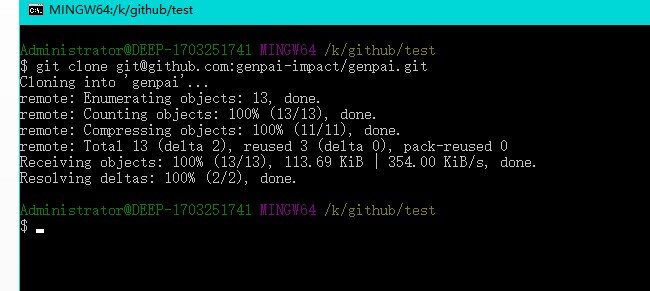 MINGW64:/k/github/test
Administrator@DEEP-1703251741 MINGW64 /k/github/test
$ git clone git@github.com:genpai-impact/genpai.git
Cloning into 'genpai'...
remote: Enumerating objects: 13, done.
remote: Counting objects: 100% (13/13), done.
remote: Compressing objects: 100% (11/11), done.
remote: Total 13 (delta 2), reused 3 (delta 0), pack-reused 0
Receiving objects: 100% (13/13), 113.69 KiB | 354.00 KiB/s, done.
Resolving deltas: 100% (2/2), done.
Administrator@DEEP-1703251741 MINGW64 /k/github/test
$